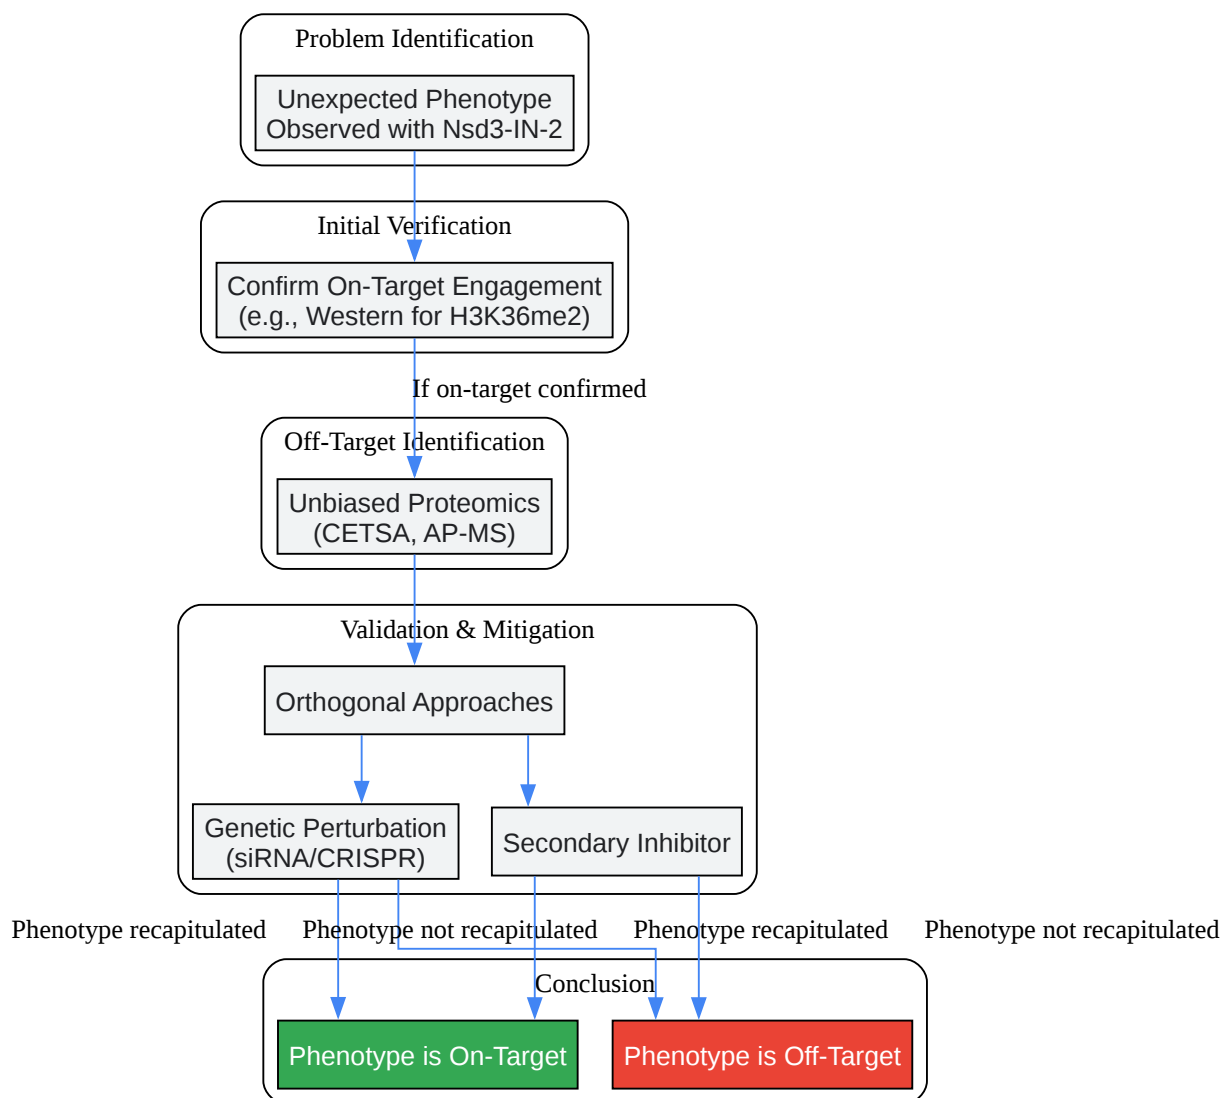 Problem Identification
Unexpected Phenotype
Observed with Nsd3-IN-2
Initial Verification
Confirm On-Target Engagement
(e.g., Western for H3K36me2)
If on-target confirmed
Off-Target Identification
Unbiased Proteomics
(CETSA, AP-MS)
Validation & Mitigation
Orthogonal Approaches
Genetic Perturbation
(siRNA/CRISPR)
Secondary Inhibitor
Phenotype recapitulated
Phenotype not recapitulated
Phenotype recapitulated
Phenotype not recapitulated
Conclusion
Phenotype is On-Target
Phenotype is Off-Target